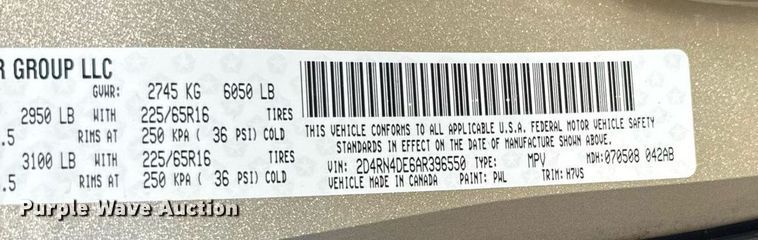 R GROUP LLC
GVWR: 2745 KG 6050 LB
2950 LB WITH 225/65R16 TIRES
.5 RIMS AT 250 KPA ( 36 PSI) COLD
3100 LB WITH 225/65R16 TIRES
.5 RIMS AT 250 KPA ( 36 PSI) COLD
THIS VEHICLE CONFORMS TO ALL APPLICABLE U.S.A. FEDERAL MOTOR VEHICLE SAFETY
STANDARDS IN EFFECT ON THE DATE OF MANUFACTURE SHOWN ABOVE.
VIN: 2D4RN4DE6AR396550 TYPE: MPV MDH:070508 042AB
VEHICLE MADE IN CANADA PAINT: PWL TRIM: H7VS
Purple Wave Auction